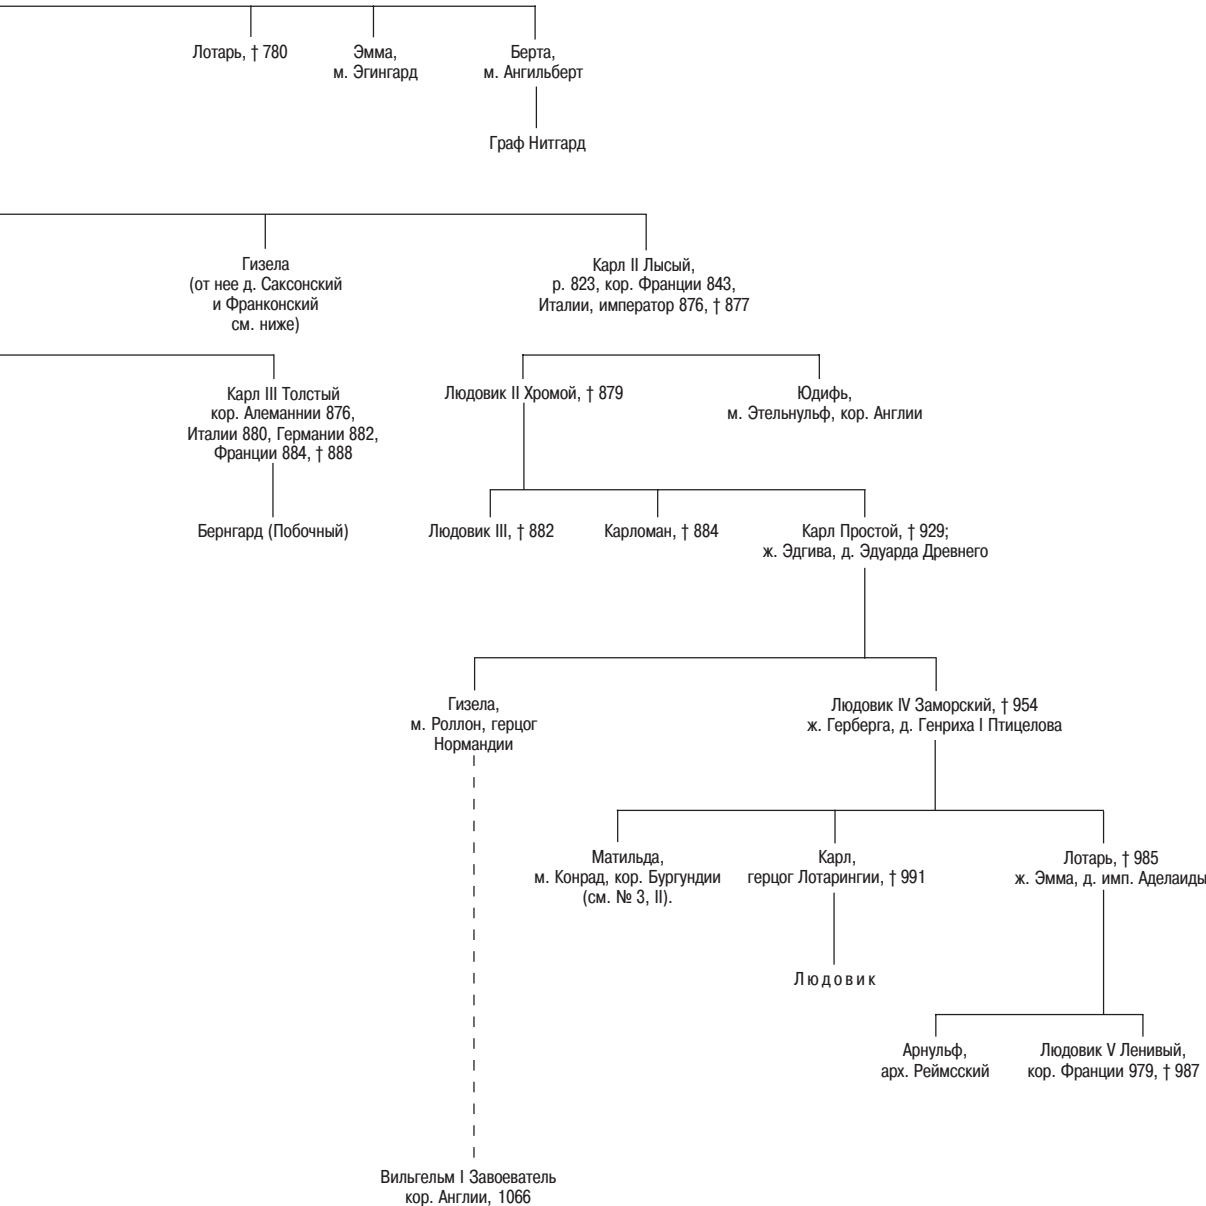 Лотарь, † 780
Эмма,
м. Эгингард
Берта,
м. Ангильберт
Граф Нитгард
Гизела
(от нее д. Саксонский
и Франконский
см. ниже)
Карл II Лысый,
р. 823, кор. Франции 843,
Италии, император 876, † 877
Карл III Толстый
кор. Алеманнии 876,
Италии 880, Германии 882,
Франции 884, † 888
Людовик II Хромой, † 879
Юдифь,
м. Этельнульф, кор. Англии
Бернгард (Побочный)
Людовик III, † 882
Карломан, † 884
Карл Простой, † 929;
ж. Эдгива, д. Эдуарда Древнего
Гизела,
м. Роллон, герцог
Нормандии
Людовик IV Заморский, † 954
ж. Герберга, д. Генриха I Птицелова
Матильда,
м. Конрад, кор. Бургундии
(см. № 3, II).
Карл,
герцог Лотарингии, † 991
Лотарь, † 985
ж. Эмма, д. имп. Аделаиды
Людовик
Арнульф,
арх. Реймсский
Людовик V Ленивый,
кор. Франции 979, † 987
Вильгельм I Завоеватель
кор. Англии, 1066